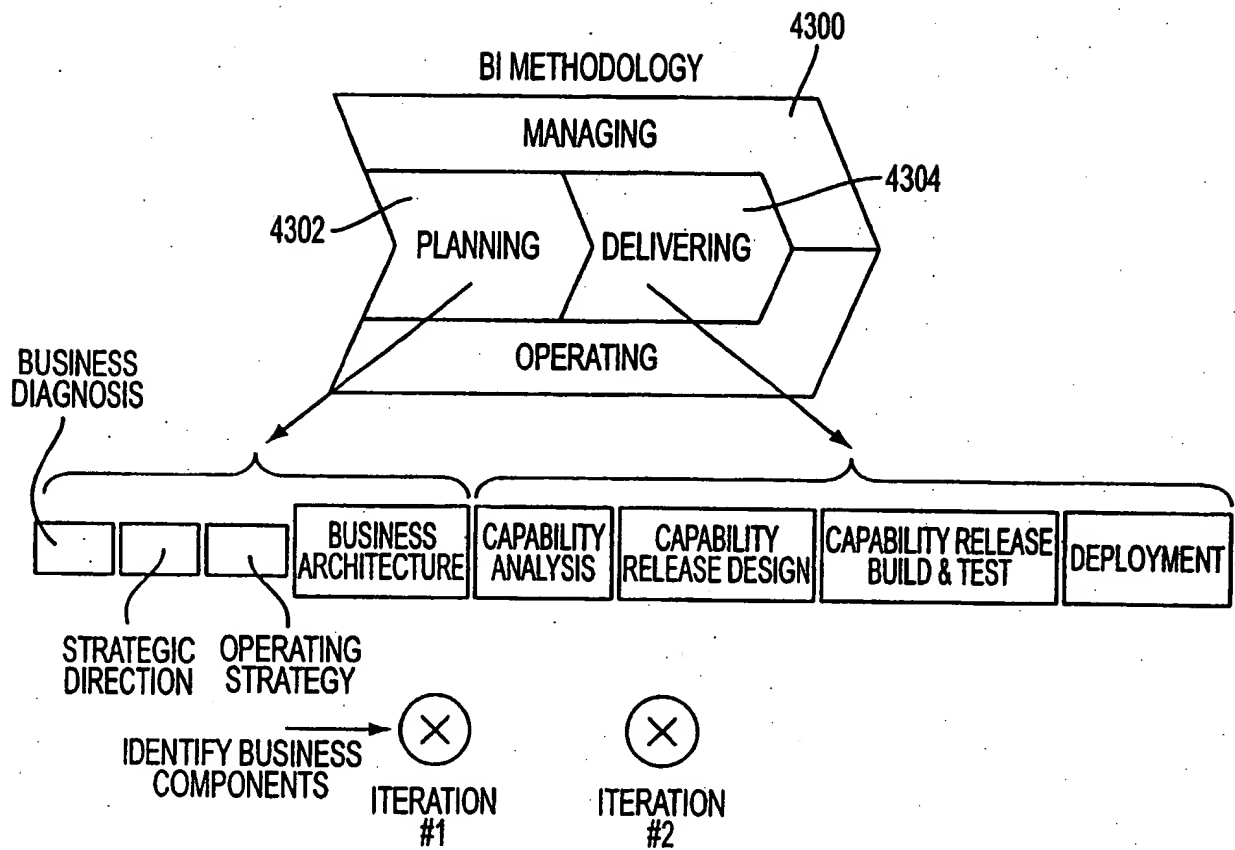 4300
BI METHODOLOGY
MANAGING
4304
4302
PLANNING
DELIVERING
OPERATING
BUSINESS
DIAGNOSIS
BUSINESS
ARCHITECTURE
CAPABILITY
ANALYSIS
CAPABILITY
RELEASE DESIGN
CAPABILITY RELEASE
BUILD & TEST
DEPLOYMENT
STRATEGIC
DIRECTION
OPERATING
STRATEGY
IDENTIFY BUSINESS
COMPONENTS
ITERATION
#1
ITERATION
#2